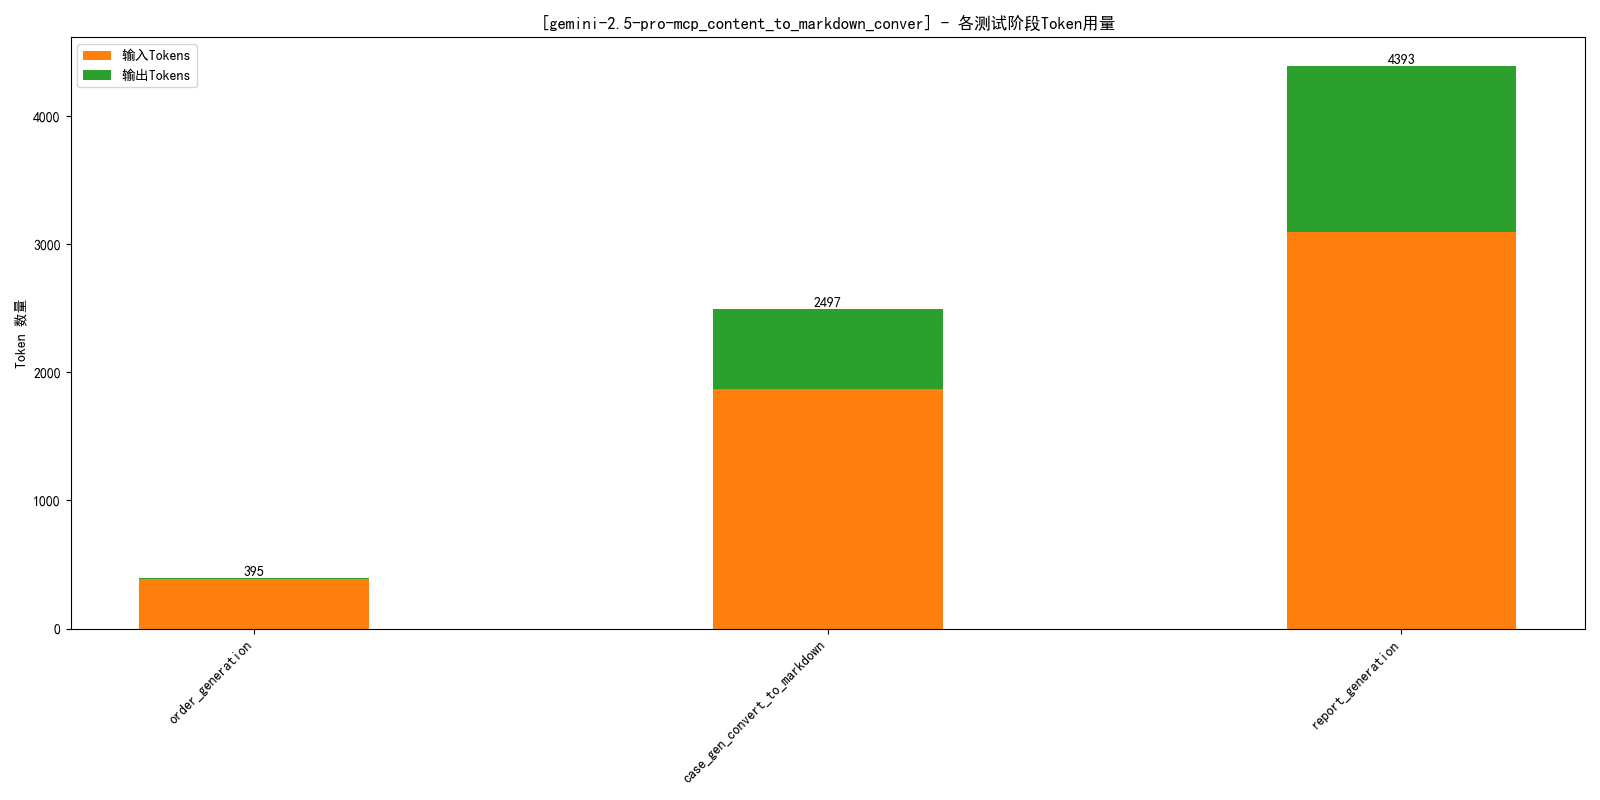 [gemini-2.5-pro-mcp_content_to_markdown_conver] - 各测试阶段Token用量
输入Tokens
输出Tokens
4393
2497
395
Token 数量
4000
3000
2000
1000
0
order_generation
case_gen_convert_to_markdown
report_generation